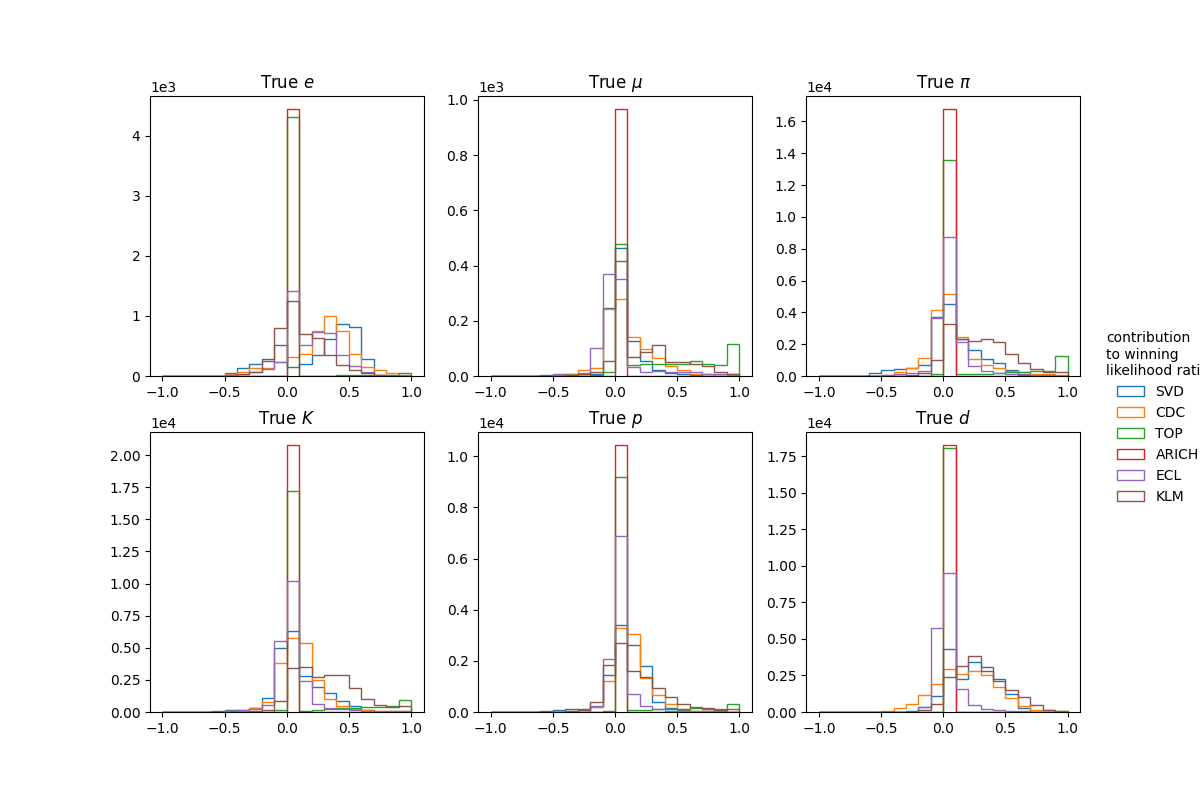 True e
True μ
True π
1e3
1e3
1e4
4
3
2
1
0
1.0
0.8
0.6
0.4
0.2
0.0
1.6
1.4
1.2
1.0
0.8
0.6
0.4
0.2
0.0
−1.0 −0.5 0.0 0.5 1.0
−1.0 −0.5 0.0 0.5 1.0
−1.0 −0.5 0.0 0.5 1.0
True K
True p
True d
1e4
1e4
1e4
2.00
1.75
1.50
1.25
1.00
0.75
0.50
0.25
0.00
1.0
0.8
0.6
0.4
0.2
0.0
1.75
1.50
1.25
1.00
0.75
0.50
0.25
0.00
−1.0 −0.5 0.0 0.5 1.0
−1.0 −0.5 0.0 0.5 1.0
−1.0 −0.5 0.0 0.5 1.0
contribution
to winning
likelihood rati
SVD
CDC
TOP
ARICH
ECL
KLM